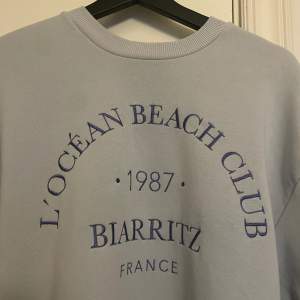 L'OCÉAN BEACH CLUB
· 1987 ·
BIARRITZ
FRANCE